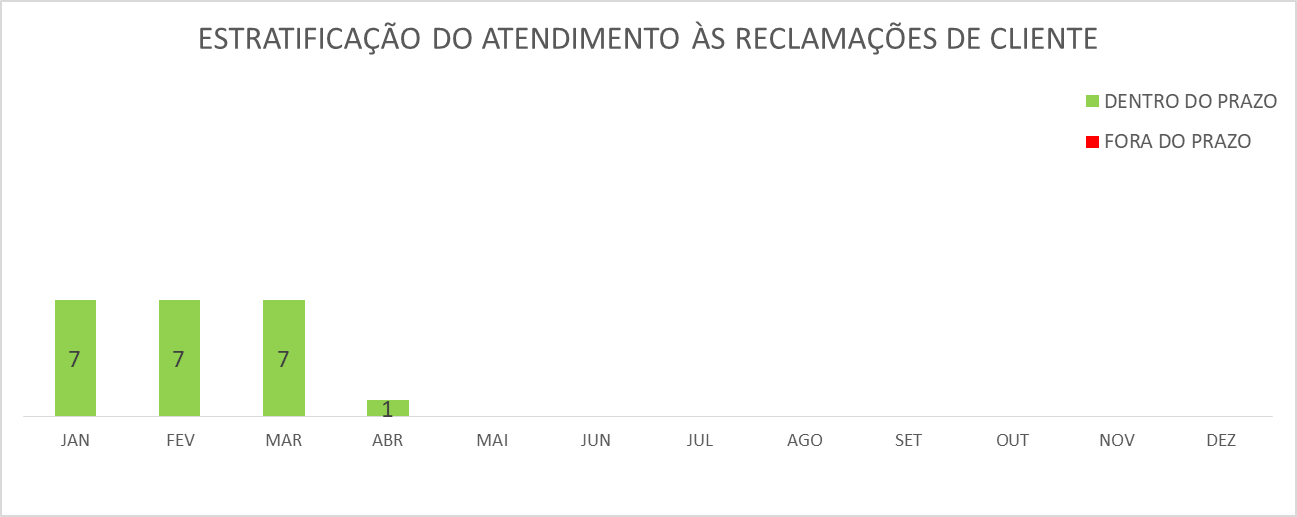 ESTRATIFICAÇÃO DO ATENDIMENTO ÀS RECLAMAÇÕES DE CLIENTE
DENTRO DO PRAZO
FORA DO PRAZO
7 7 7 1
JAN FEV MAR ABR MAI JUN JUL AGO SET OUT NOV DEZ